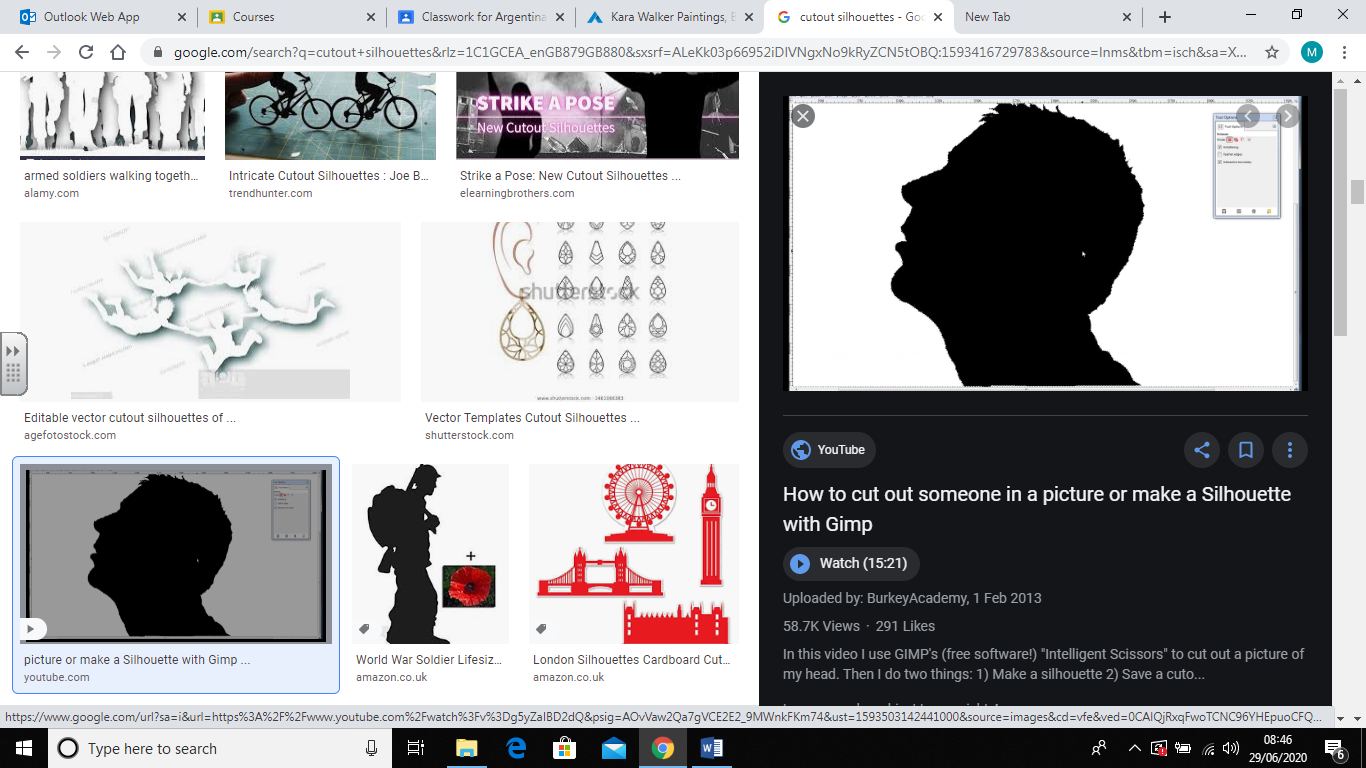 Outlook Web App
Courses
Classwork for Argentina
Kara Walker Paintings, B
cutout silhouettes - Goo
New Tab
google.com/search?q=cutout+silhouettes&rlz=1C1GCEA_enGB879GB880&sxsrf=ALeKk03p66952iDIVNgxNo9kRyZCN5tOBQ:1593416729783&source=lnms&tbm=isch&sa=X...
M
STRIKE A POSE
New Cutout Silhouettes
armed soldiers walking togeth...
alamy.com
Intricate Cutout Silhouettes : Joe B...
trendhunter.com
Strike a Pose: New Cutout Silhouettes ...
elearningbrothers.com
shutterstock
Editable vector cutout silhouettes of ...
agefotostock.com
Vector Templates Cutout Silhouettes ...
shutterstock.com
picture or make a Silhouette with Gimp ...
youtube.com
World War Soldier Lifesiz...
amazon.co.uk
London Silhouettes Cardboard Cut...
amazon.co.uk
YouTube
How to cut out someone in a picture or make a Silhouette
with Gimp
Watch (15:21)
Uploaded by: BurkeyAcademy, 1 Feb 2013
58.7K Views · 291 Likes
In this video I use GIMP's (free software!) "Intelligent Scissors" to cut out a picture of
my head. Then I do two things: 1) Make a silhouette 2) Save a cuto...
https://www.google.com/url?sa=i&url=https%3A%2F%2Fwww.youtube.com%2Fwatch%3Fv%3Dg5yZaIBD2dQ&psig=AOvVaw2Qa7gVCE2E2_9MWnkFKm74&ust=1593503142441000&source=images&cd=vfe&ved=0CAIQjRxqFwoTCNC96YHEpuoCFQ...
Type here to search
08:46
29/06/2020
6